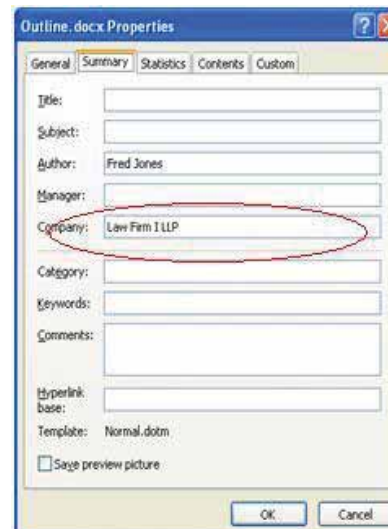 Outline.docx Properties
General Summary Statistics Contents Custom
Title:
Subject:
Author: Fred Jones
Manager:
Company: Law Firm I LLP
Category:
Keywords:
Comments:
Hyperlink
base:
Template: Normal.dotm
Save preview picture
OK Cancel